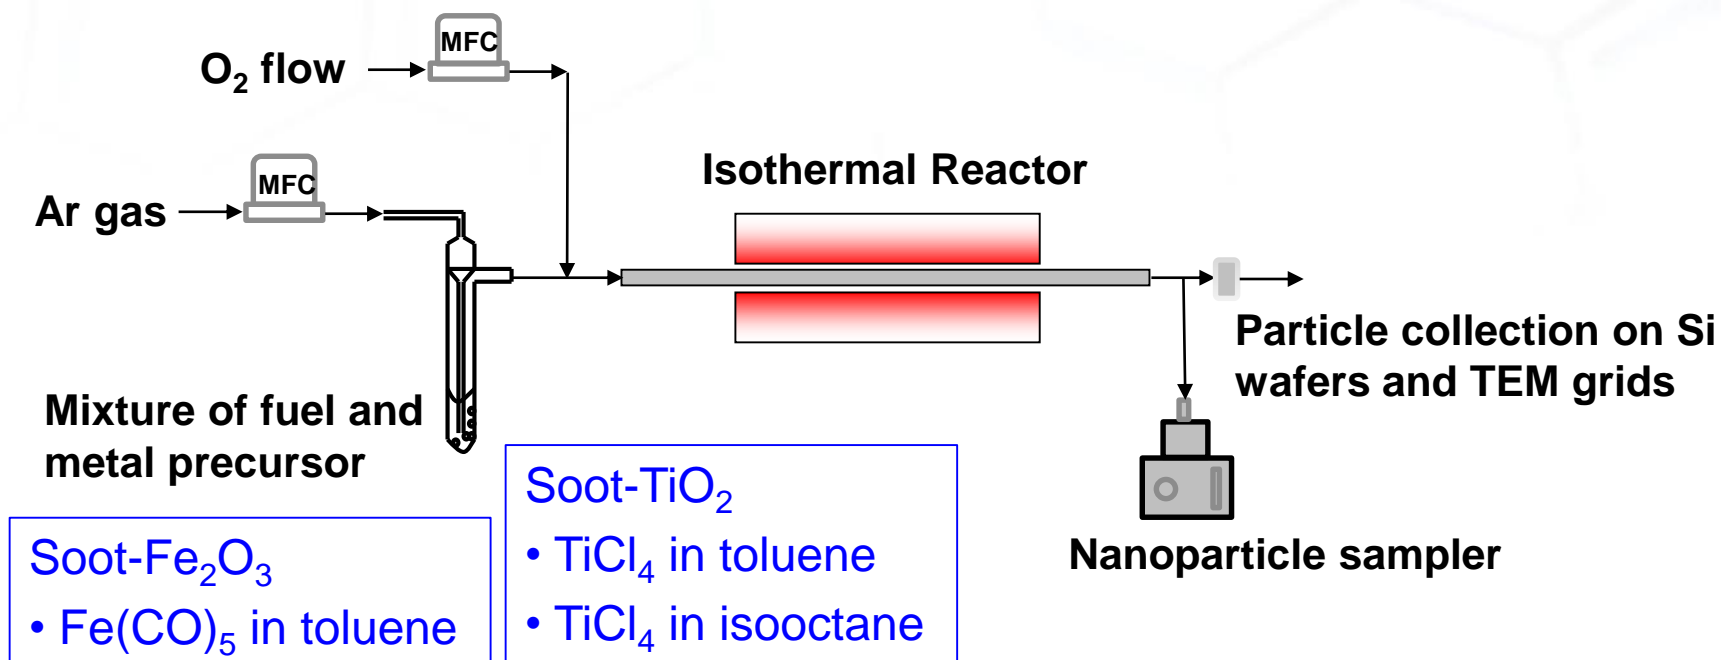 MFC
O₂ flow
MFC
Ar gas
Isothermal Reactor
Mixture of fuel and
metal precursor
Particle collection on Si
wafers and TEM grids
Nanoparticle sampler
Soot-Fe₂O₃
• Fe(CO)₅ in toluene
Soot-TiO₂
• TiCl₄ in toluene
• TiCl₄ in isooctane